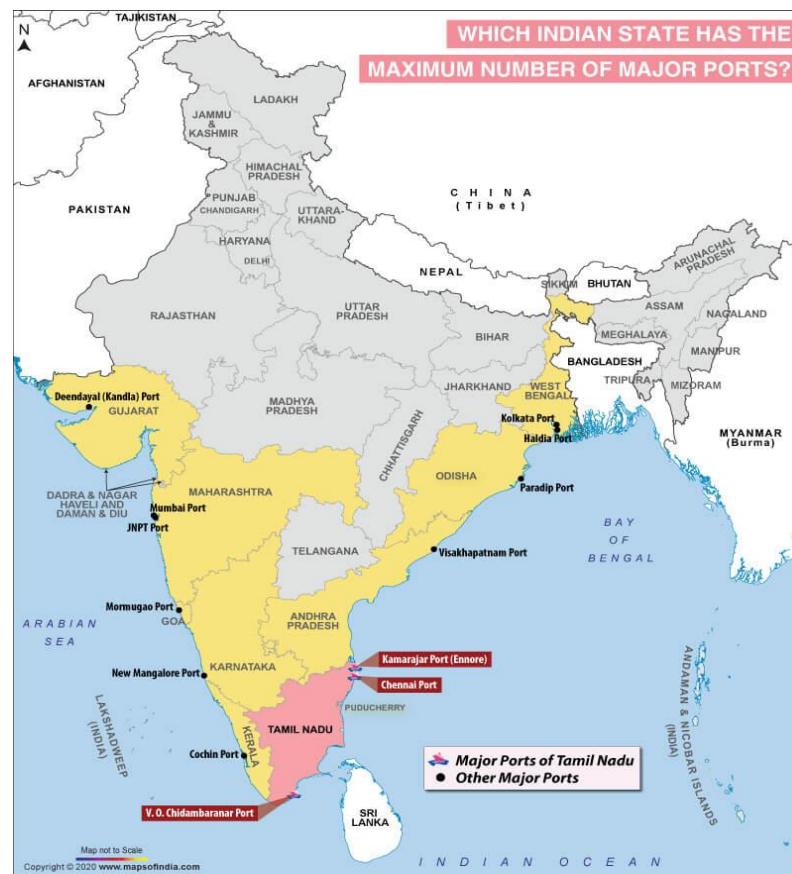 WHICH INDIAN STATE HAS THE
MAXIMUM NUMBER OF MAJOR PORTS?
N
TAJIKISTAN
AFGHANISTAN
LADAKH
JAMMU
&
KASHMIR
HIMACHAL
PRADESH
PAKISTAN
PUNJAB
CHANDIGARH
UTTARA-
KHAND
CHINA
(Tibet)
HARYANA
DELHI
NEPAL
SIKKIM
BHUTAN
ARUNACHAL
PRADESH
RAJASTHAN
UTTAR
PRADESH
ASSAM
NAGALAND
BIHAR
MEGHALAYA
MANIPUR
BANGLADESH
TRIPURA
MIZORAM
JHARKHAND
WEST
BENGAL
MADHYA
PRADESH
Deendayal (Kandla) Port
GUJARAT
Kolkata Port
Haldia Port
MYANMAR
(Burma)
CHHATTISGARH
ODISHA
Paradip Port
DADRA & NAGAR
HAVELI AND
DAMAN & DIU
MAHARASHTRA
Mumbai Port
JNPT Port
BAY
OF
BENGAL
TELANGANA
Visakhapatnam Port
Mormugao Port
GOA
ARABIAN
SEA
ANDHRA
PRADESH
KARNATAKA
Kamarajar Port (Ennore)
Chennai Port
New Mangalore Port
PUDUCHERRY
LAKSHADWEEP
(INDIA)
TAMIL NADU
KERALA
Cochin Port
ANDAMAN & NICOBAR ISLANDS
(INDIA)
Major Ports of Tamil Nadu
Other Major Ports
V. O. Chidambaranar Port
SRI
LANKA
Map not to Scale
Copyright © 2020 www.mapsofindia.com
INDIAN OCEAN